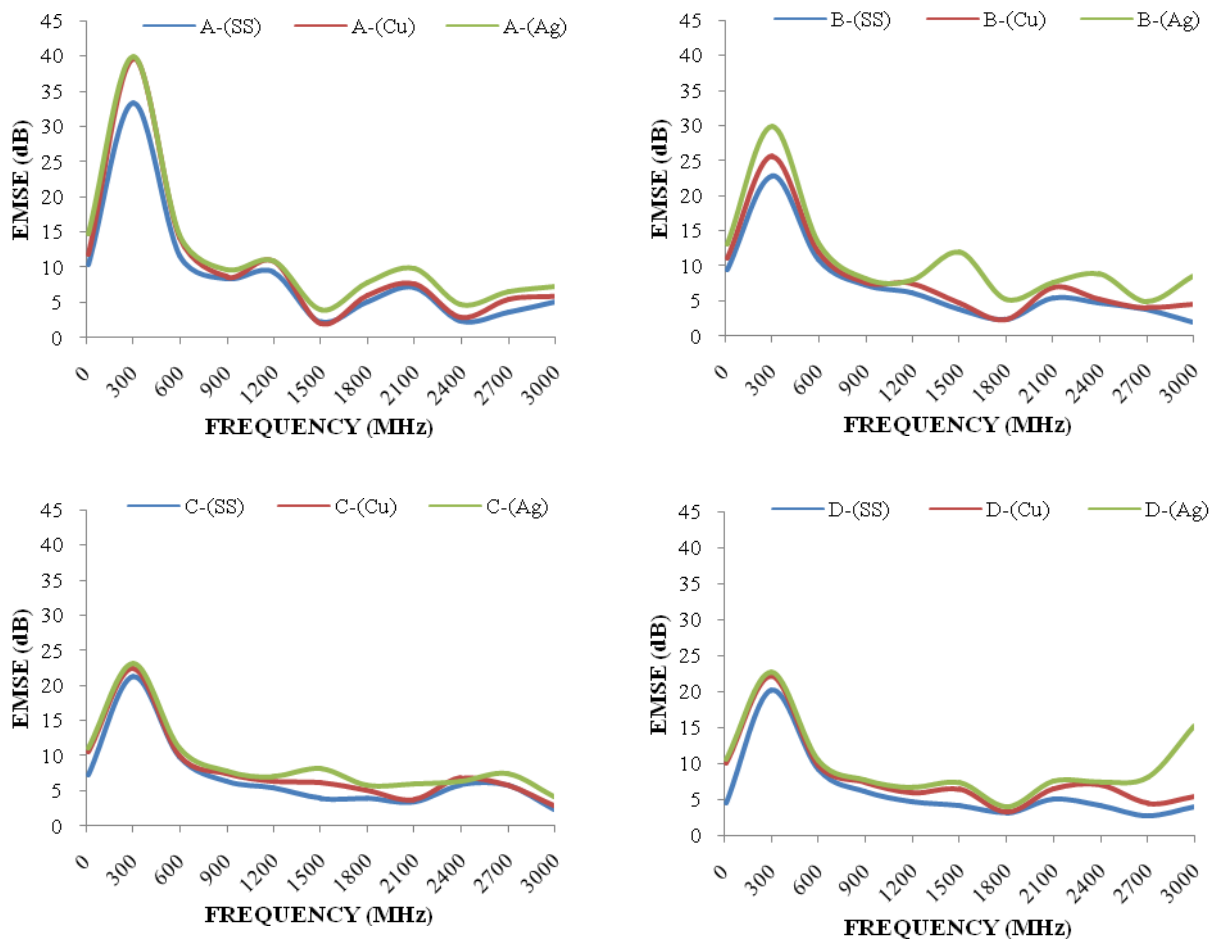 A-(SS) A-(Cu) A-(Ag)
EMSE (dB)
45
40
35
30
25
20
15
10
5
0
0 300 600 900 1200 1500 1800 2100 2400 2700 3000
FREQUENCY (MHz)
B-(SS) B-(Cu) B-(Ag)
EMSE (dB)
45
40
35
30
25
20
15
10
5
0
0 300 600 900 1200 1500 1800 2100 2400 2700 3000
FREQUENCY (MHz)
C-(SS) C-(Cu) C-(Ag)
EMSE (dB)
45
40
35
30
25
20
15
10
5
0
0 300 600 900 1200 1500 1800 2100 2400 2700 3000
FREQUENCY (MHz)
D-(SS) D-(Cu) D-(Ag)
EMSE (dB)
45
40
35
30
25
20
15
10
5
0
0 300 600 900 1200 1500 1800 2100 2400 2700 3000
FREQUENCY (MHz)